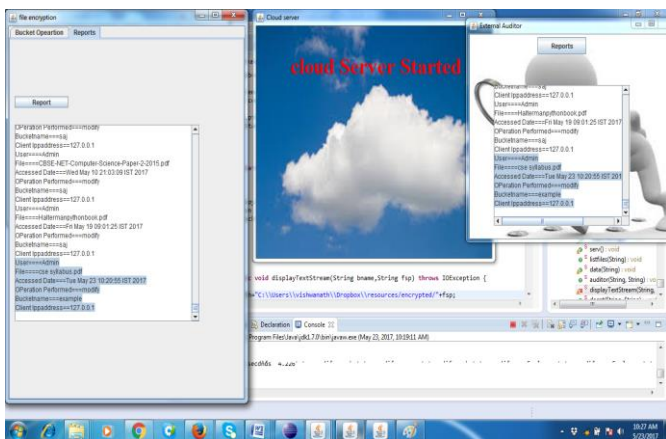 file encryption
Bucket Opeartion Reports
Report
OPeration Performed===modify
Bucketname===saj
Client Ippaddress==127.0.0.1
User====Admin
File====CBSE-NET-Computer-Science-Paper-2-2015.pdf
Accessed Date===Wed May 10 21:03:09 IST 2017
OPeration Performed===modify
Bucketname===saj
Client Ippaddress==127.0.0.1
User====Admin
File====Haltermanpythonbook.pdf
Accessed Date===Fri May 19 09:01:25 IST 2017
OPeration Performed===modify
Bucketname===saj
Client Ippaddress==127.0.0.1
User====Admin
File====cse syllabus.pdf
Accessed Date===Tue May 23 10:20:55 IST 2017
OPeration Performed===modify
Bucketname===example
Client Ippaddress==127.0.0.1
Cloud server
cloud Server Started
External Auditor
Reports
Bucketname===saj
Client Ippaddress==127.0.0.1
User====Admin
File====Haltermanpythonbook.pdf
Accessed Date===Fri May 19 09:01:25 IST 201
OPeration Performed===modify
Bucketname===saj
Client Ippaddress==127.0.0.1
User====Admin
File====cse syllabus.pdf
Accessed Date===Tue May 23 10:20:55 IST 201
OPeration Performed===modify
Bucketname===example
Client Ippaddress==127.0.0.1
serv() : void
listfiles(String) : void
data(String) : void
auditor(String, String)
displayTextStream(String,
void displayTextStream(String bname,String fsp) throws IOException {
="C:\\Users\\vishwanath\\Dropbox\\resources/encrypted/"+fsp;
Declaration Console
Program Files\Java\jdk1.7.0\bin\javaw.exe (May 23, 2017, 10:19:11 AM)
10:27 AM
5/23/2017